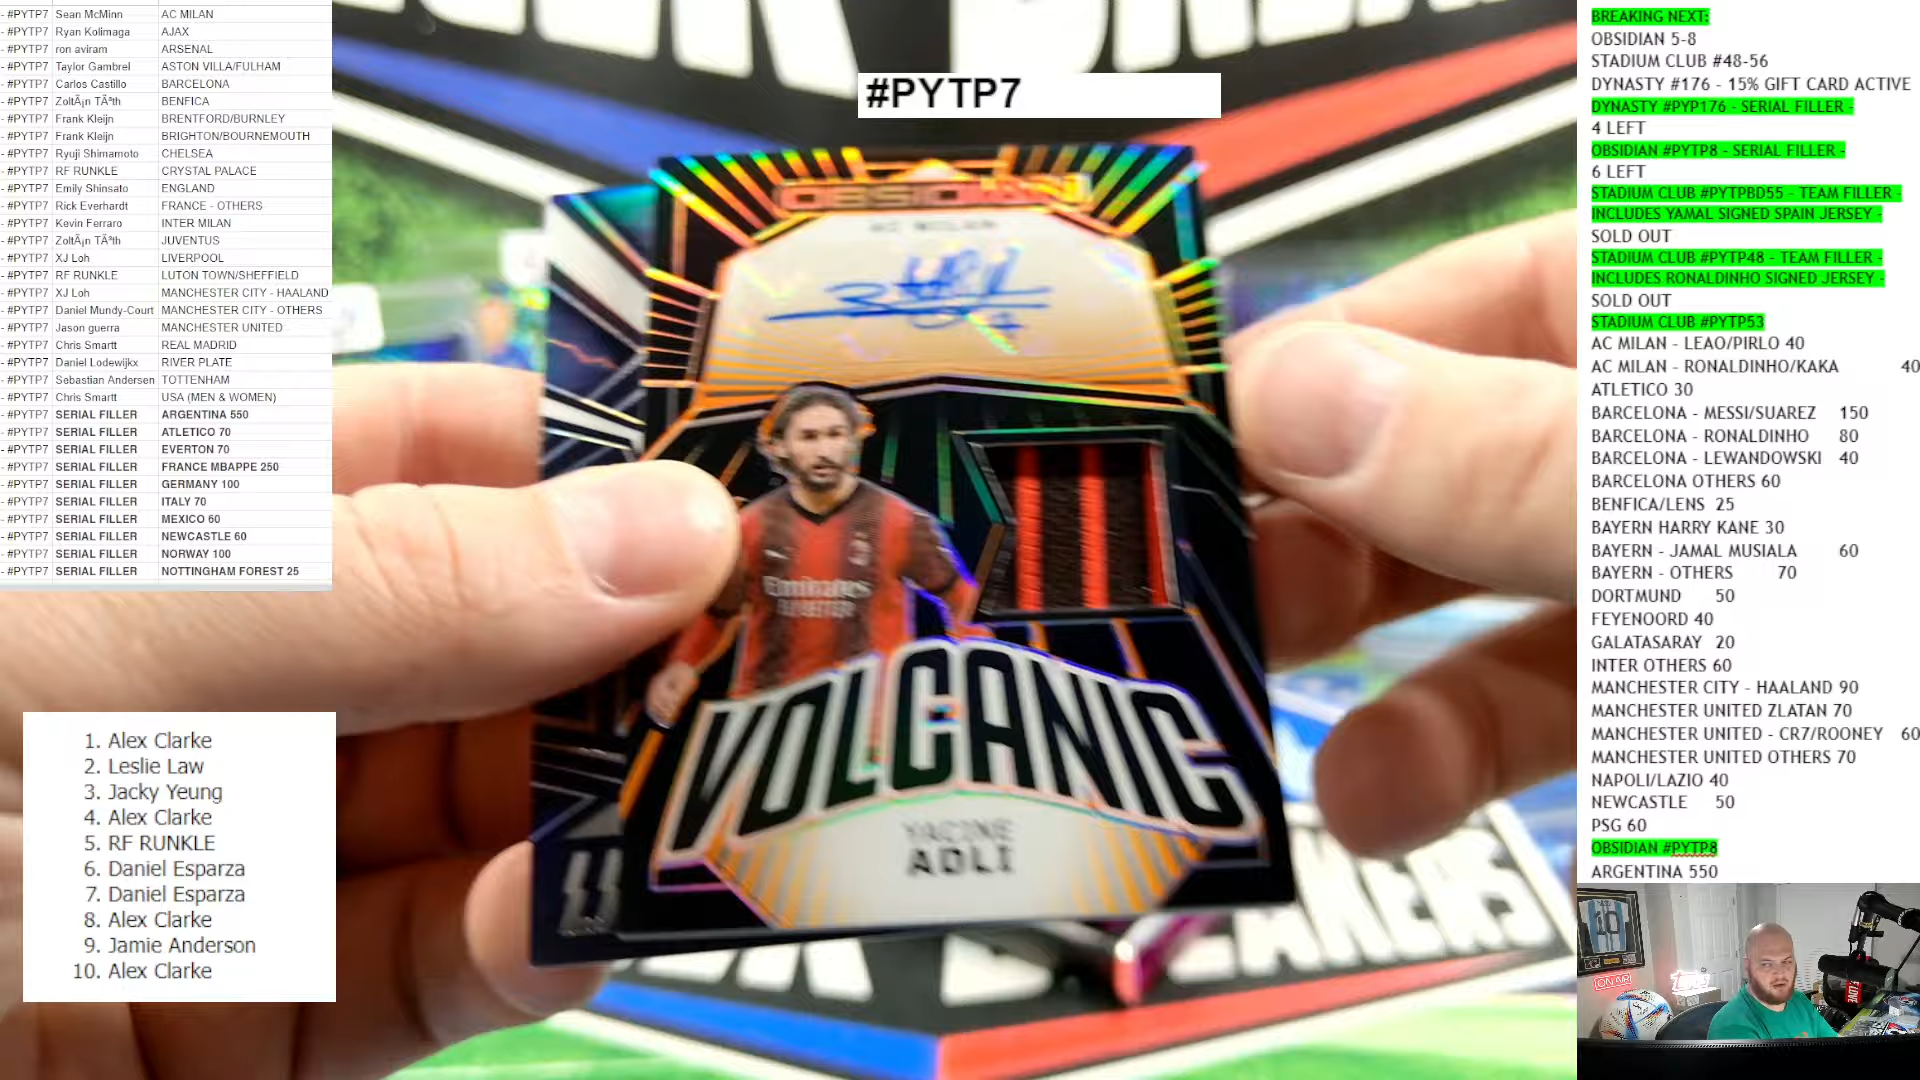 - #PYTP7 Sean McMinn AC MILAN
- #PYTP7 Ryan Kolimaga AJAX
- #PYTP7 ron aviram ARSENAL
- #PYTP7 Taylor Gambrel ASTON VILLA/FULHAM
- #PYTP7 Carlos Castillo BARCELONA
- #PYTP7 ZoltÃ¡n TÃªth BENFICA
- #PYTP7 Frank Kleijn BRENTFORD/BURNLEY
- #PYTP7 Frank Kleijn BRIGHTON/BOURNEMOUTH
- #PYTP7 Ryuji Shimamoto CHELSEA
- #PYTP7 RF RUNKLE CRYSTAL PALACE
- #PYTP7 Emily Shinsato ENGLAND
- #PYTP7 Rick Everhardt FRANCE - OTHERS
- #PYTP7 Kevin Ferraro INTER MILAN
- #PYTP7 ZoltÃ¡n TÃªth JUVENTUS
- #PYTP7 XJ Loh LIVERPOOL
- #PYTP7 RF RUNKLE LUTON TOWN/SHEFFIELD
- #PYTP7 XJ Loh MANCHESTER CITY - HAALAND
- #PYTP7 Daniel Mundy-Court MANCHESTER CITY - OTHERS
- #PYTP7 Jason guerra MANCHESTER UNITED
- #PYTP7 Chris Smartt REAL MADRID
- #PYTP7 Daniel Lodewijkx RIVER PLATE
- #PYTP7 Sebastian Andersen TOTTENHAM
- #PYTP7 Chris Smartt USA (MEN & WOMEN)
- #PYTP7 SERIAL FILLER ARGENTINA 550
- #PYTP7 SERIAL FILLER ATLETICO 70
- #PYTP7 SERIAL FILLER EVERTON 70
- #PYTP7 SERIAL FILLER FRANCE MBAPPE 250
- #PYTP7 SERIAL FILLER GERMANY 100
- #PYTP7 SERIAL FILLER ITALY 70
- #PYTP7 SERIAL FILLER MEXICO 60
- #PYTP7 SERIAL FILLER NEWCASTLE 60
- #PYTP7 SERIAL FILLER NORWAY 100
- #PYTP7 SERIAL FILLER NOTTINGHAM FOREST 25
1. Alex Clarke
2. Leslie Law
3. Jacky Yeung
4. Alex Clarke
5. RF RUNKLE
6. Daniel Esparza
7. Daniel Esparza
8. Alex Clarke
9. Jamie Anderson
10. Alex Clarke
#PYTP7
AC MILAN
Emirates
VOLCANIC
YACINE
ADLI
BREAKING NEXT:
OBSIDIAN 5-8
STADIUM CLUB #48-56
DYNASTY #176 - 15% GIFT CARD ACTIVE
DYNASTY #PYP176 - SERIAL FILLER -
4 LEFT
OBSIDIAN #PYTP8 - SERIAL FILLER -
6 LEFT
STADIUM CLUB #PYTPBD55 - TEAM FILLER -
INCLUDES YAMAL SIGNED SPAIN JERSEY -
SOLD OUT
STADIUM CLUB #PYTP48 - TEAM FILLER -
INCLUDES RONALDINHO SIGNED JERSEY -
SOLD OUT
STADIUM CLUB #PYTP53
AC MILAN - LEAO/PIRLO 40
AC MILAN - RONALDINHO/KAKA 40
ATLETICO 30
BARCELONA - MESSI/SUAREZ 150
BARCELONA - RONALDINHO 80
BARCELONA - LEWANDOWSKI 40
BARCELONA OTHERS 60
BENFICA/LENS 25
BAYERN HARRY KANE 30
BAYERN - JAMAL MUSIALA 60
BAYERN - OTHERS 70
DORTMUND 50
FEYENOORD 40
GALATASARAY 20
INTER OTHERS 60
MANCHESTER CITY - HAALAND 90
MANCHESTER UNITED ZLATAN 70
MANCHESTER UNITED - CR7/ROONEY 60
MANCHESTER UNITED OTHERS 70
NAPOLI/LAZIO 40
NEWCASTLE 50
PSG 60
OBSIDIAN #PYTP8
ARGENTINA 550
10
ON AIR